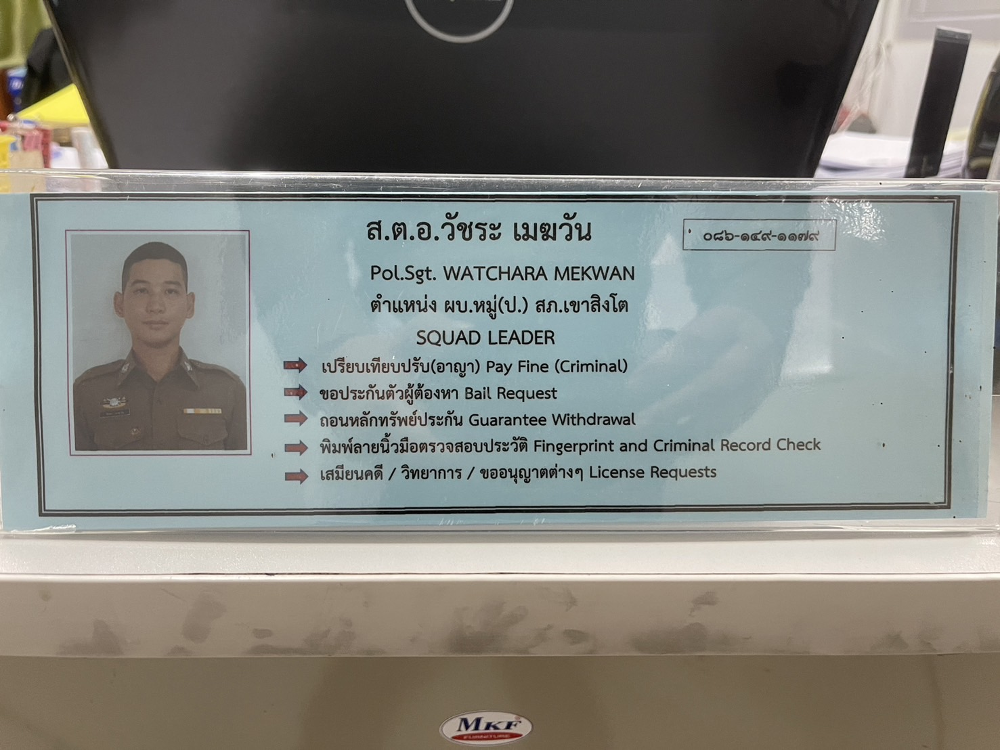 ส.ต.อ.วัชระ เมฆวัน
๐๘๖-๑๔๙-๑๑๗๙
Pol.Sgt. WATCHARA MEKWAN
ตำแหน่ง ผบ.หมู่(ป.) สภ.เขาสิงโต
SQUAD LEADER
เปรียบเทียบปรับ(อาญา) Pay Fine (Criminal)
ขอประกันตัวผู้ต้องหา Bail Request
ถอนหลักทรัพย์ประกัน Guarantee Withdrawal
พิมพ์ลายนิ้วมือตรวจสอบประวัติ Fingerprint and Criminal Record Check
เสมียนคดี / วิทยาการ / ขออนุญาตต่างๆ License Requests
MKF
FURNITURE